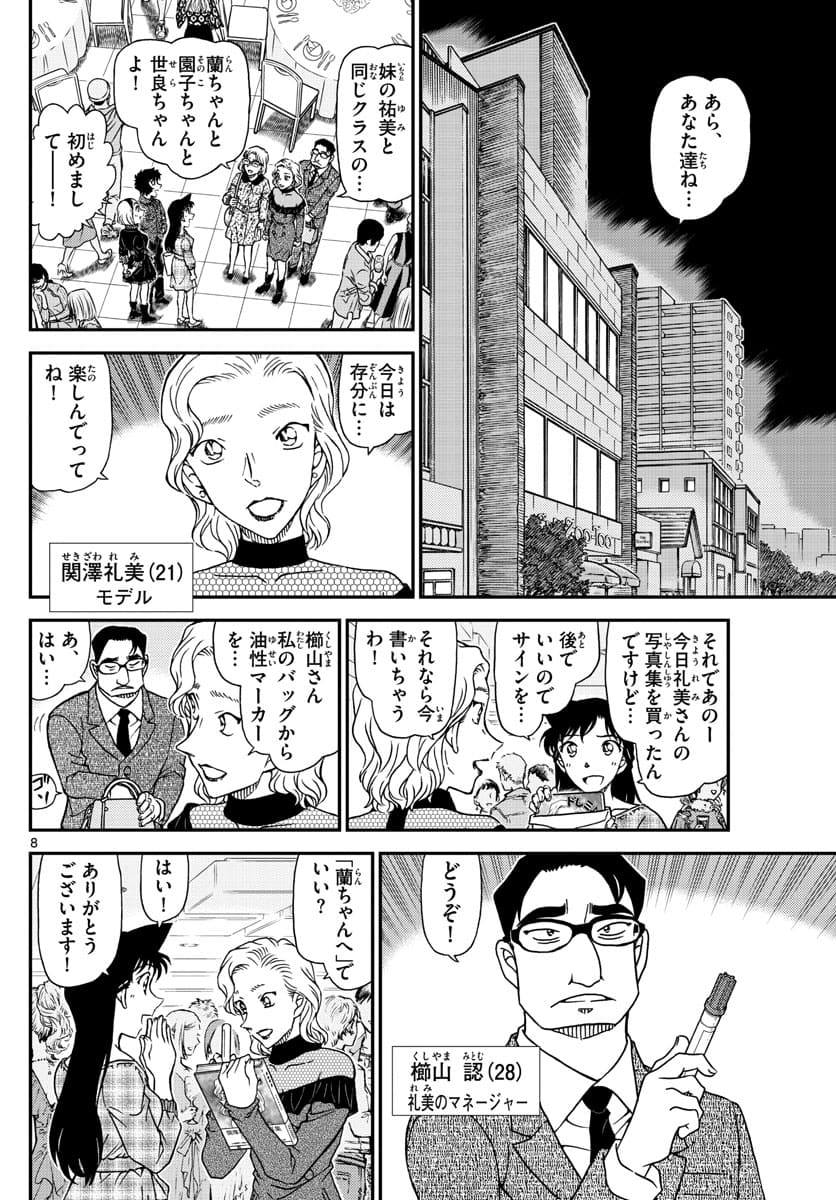 あら、
あなた達ね…
妹の祐美と
同じクラスの…
蘭ちゃんと
園子ちゃんと
世良ちゃん
よ！
初めまし
て――！
今日は
存分に…
楽しんでって
ね！
関澤礼美(21)
モデル
それであのー
今日礼美さんの
写真集を買ったん
ですけど…
後で
いいので
サインを…
それなら今
書いちゃう
わ！
櫛山さん
私のバッグから
油性マーカー
を…
あ、
はい…
ゴソ
8
どうぞ！
櫛山 認(28)
礼美のマネージャー
「蘭ちゃんへ」で
いい？
はい！
ありがとう
ございます！